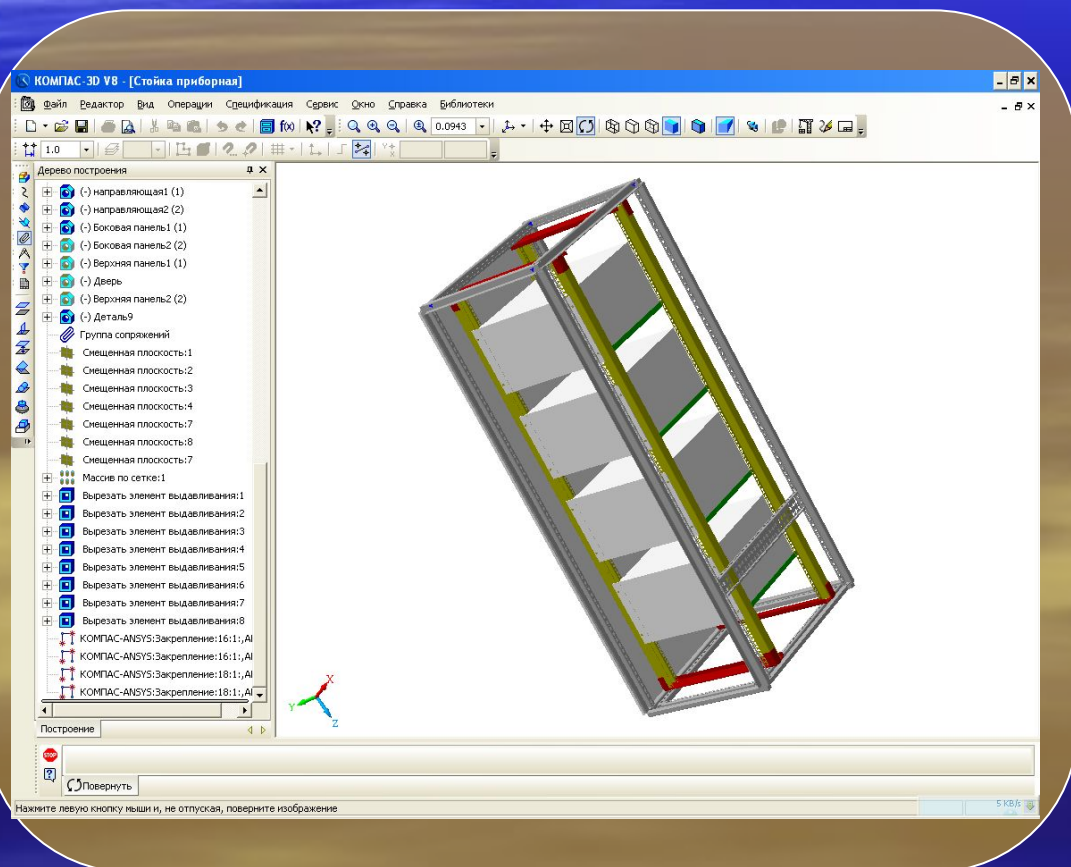 КОМПАС-3D V8 - [Стойка приборная]
Файл Редактор Вид Операции Спецификация Сервис Окно Справка Библиотеки
f(x) 0.0943
1.0
Дерево построения
(-) направляющая1 (1)
(-) направляющая2 (2)
(-) Боковая панель1 (1)
(-) Боковая панель2 (2)
(-) Верхняя панель1 (1)
(-) Дверь
(-) Верхняя панель2 (2)
(-) Деталь9
Группа сопряжений
Смещенная плоскость:1
Смещенная плоскость:2
Смещенная плоскость:3
Смещенная плоскость:4
Смещенная плоскость:7
Смещенная плоскость:8
Смещенная плоскость:7
Массив по сетке:1
Вырезать элемент выдавливания:1
Вырезать элемент выдавливания:2
Вырезать элемент выдавливания:3
Вырезать элемент выдавливания:4
Вырезать элемент выдавливания:5
Вырезать элемент выдавливания:6
Вырезать элемент выдавливания:7
Вырезать элемент выдавливания:8
КОМПАС-ANSYS:Закрепление:16:1:,AI
КОМПАС-ANSYS:Закрепление:16:1:,AI
КОМПАС-ANSYS:Закрепление:18:1:,AI
КОМПАС-ANSYS:Закрепление:18:1:,AI
X
Y
Z
Построение
STOP
Повернуть
Нажмите левую кнопку мыши и, не отпуская, поверните изображение
5 KB/s